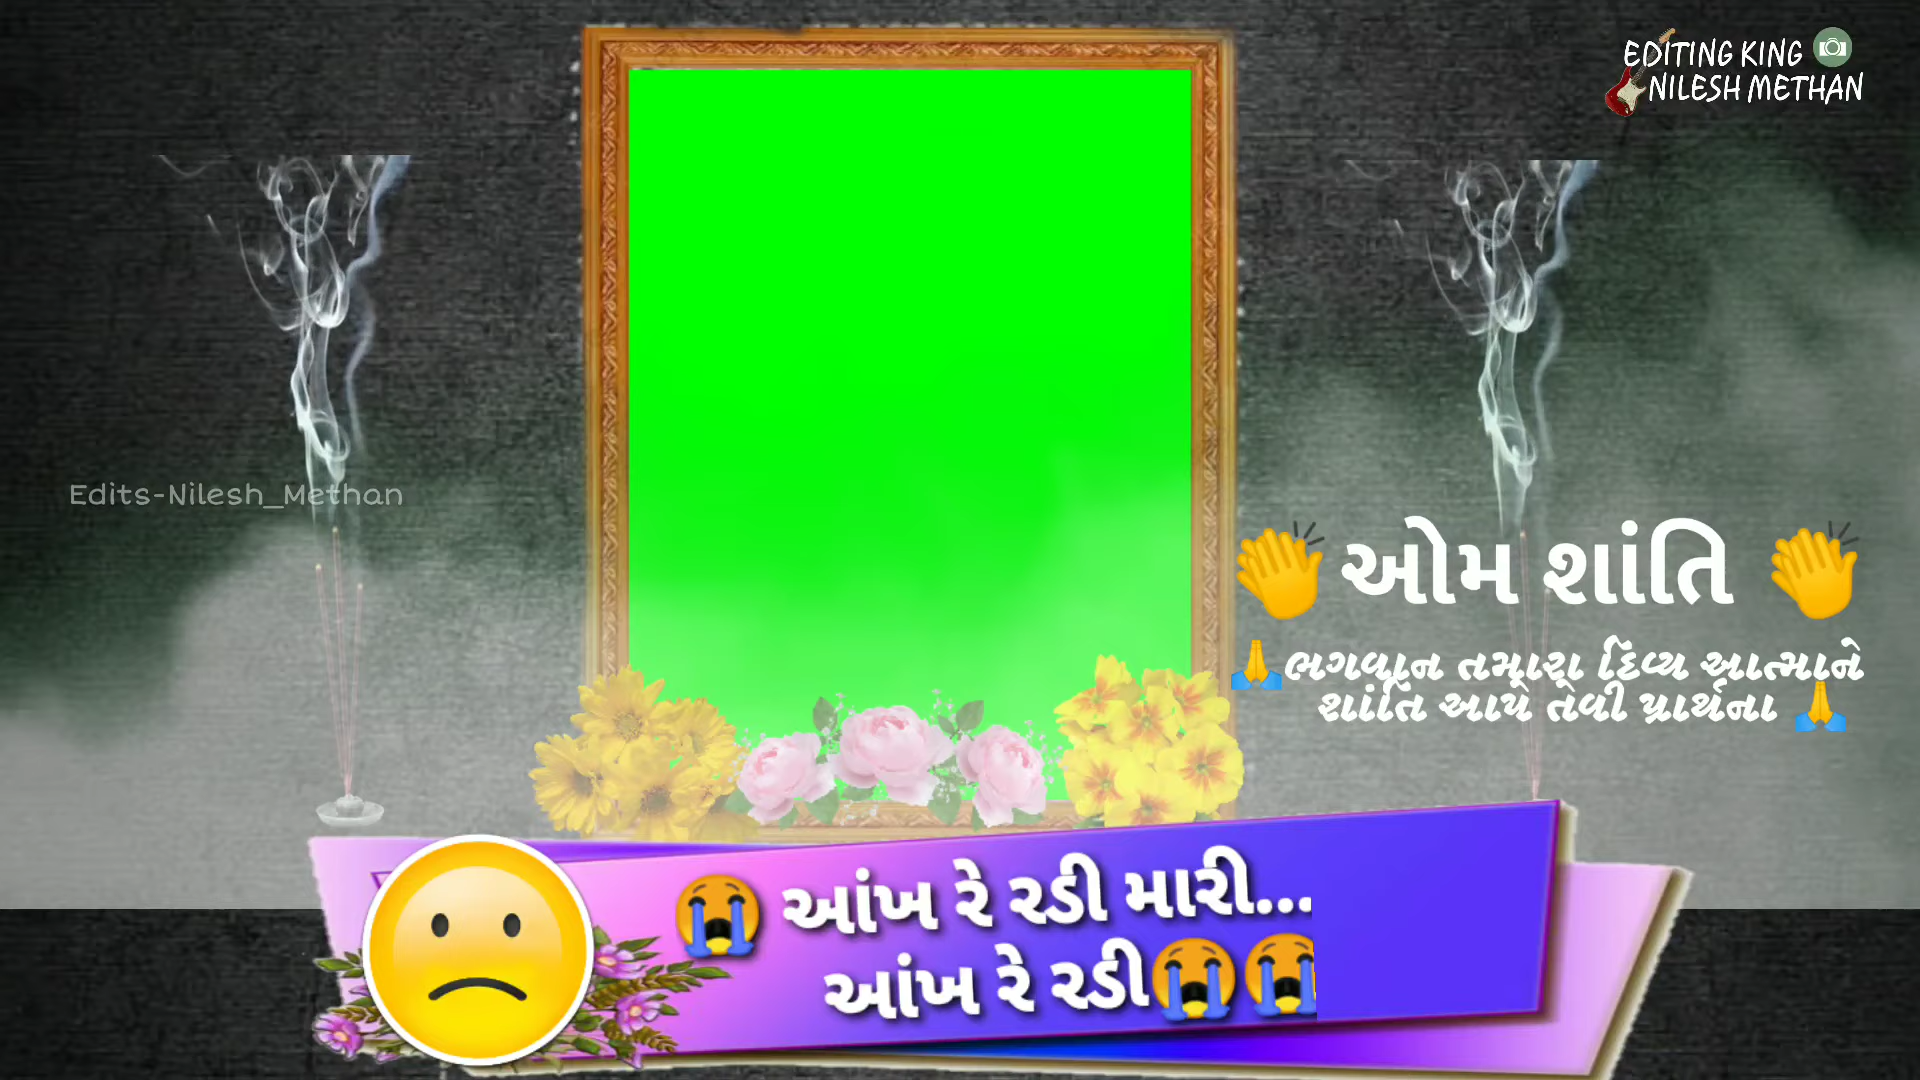 EDITING KING
NILESH METHAN
Edits-Nilesh_Methan
👏ઓમ શાંતિ 👏
🙏ભગવાન તમારા દિવ્ય આત્માને
શાંતિ આપે તેવી પ્રાર્થના 🙏
😭 આંખ રે રડી મારી...
આંખ રે રડી😭😭